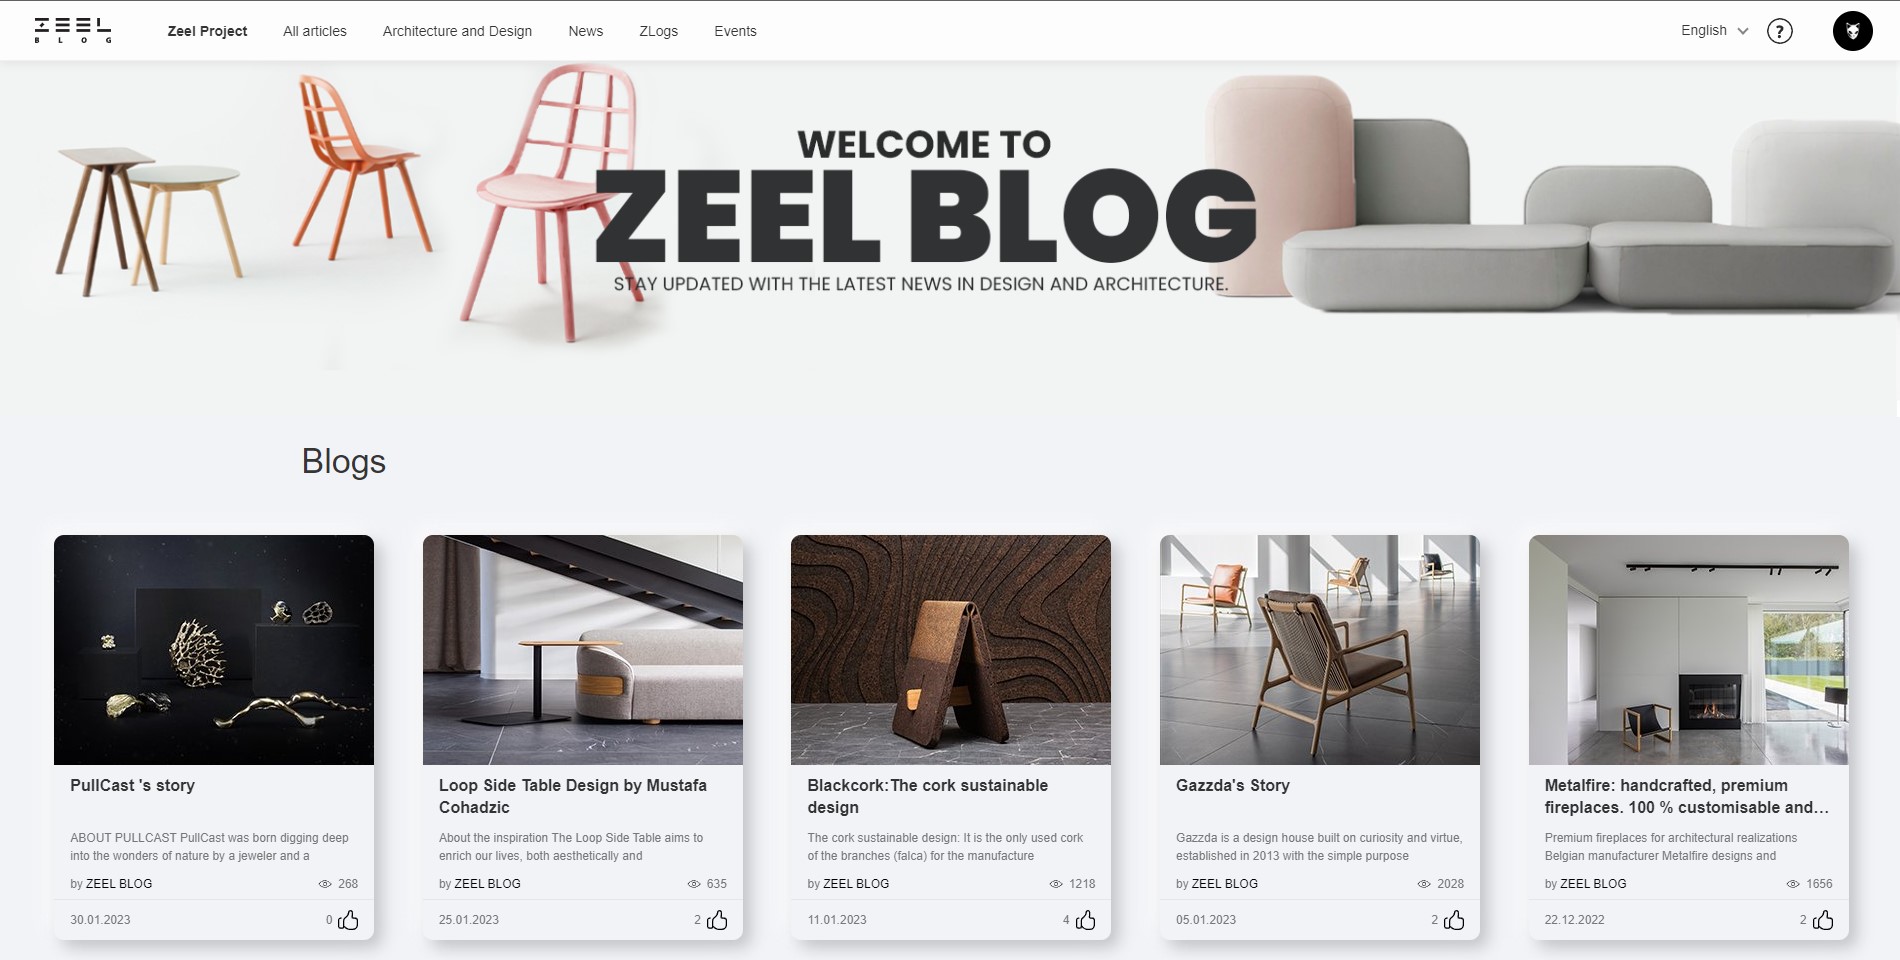 ZEEL
BLOG
Zeel Project
All articles
Architecture and Design
News
ZLogs
Events
English
?
WELCOME TO
ZEEL BLOG
STAY UPDATED WITH THE LATEST NEWS IN DESIGN AND ARCHITECTURE.
Blogs
PullCast 's story
ABOUT PULLCAST PullCast was born digging deep
into the wonders of nature by a jeweler and a
by ZEEL BLOG
268
30.01.2023
0
Loop Side Table Design by Mustafa
Cohadzic
About the inspiration The Loop Side Table aims to
enrich our lives, both aesthetically and
by ZEEL BLOG
635
25.01.2023
2
Blackcork:The cork sustainable
design
The cork sustainable design: It is the only used cork
of the branches (falca) for the manufacture
by ZEEL BLOG
1218
11.01.2023
4
Gazzda's Story
Gazzda is a design house built on curiosity and virtue,
established in 2013 with the simple purpose
by ZEEL BLOG
2028
05.01.2023
2
Metalfire: handcrafted, premium
fireplaces. 100 % customisable and…
Premium fireplaces for architectural realizations
Belgian manufacturer Metalfire designs and
by ZEEL BLOG
1656
22.12.2022
2